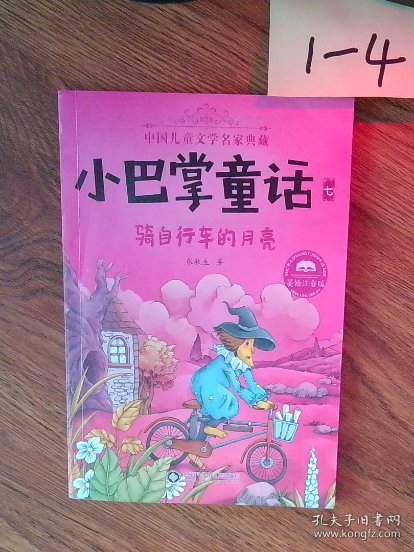 1-4
中国儿童文学名家典藏
小巴掌童话
七
骑自行车的月亮
张秋生 著
美绘注音版
孔夫子旧书网
www.kongfz.com